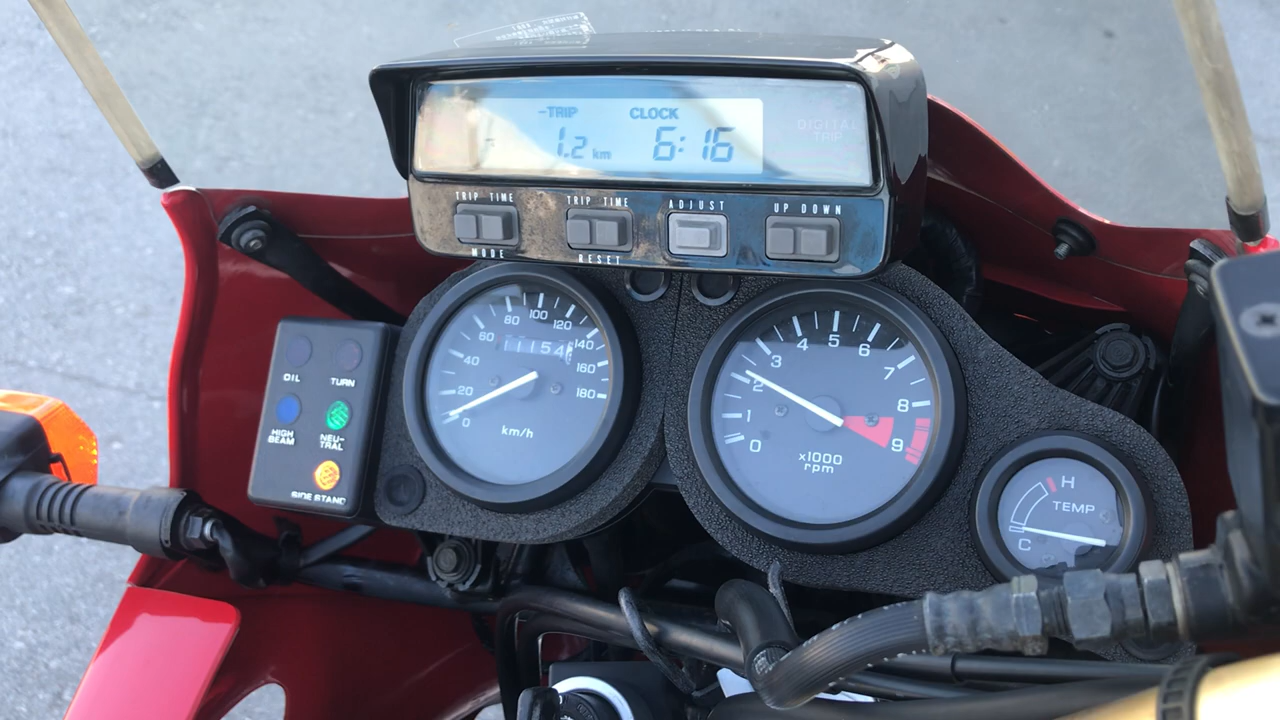 -TRIP CLOCK
1.2 km 6:16
DIGITAL
TRIP
TRIP TIME
MODE
TRIP TIME
RESET
ADJUST
UP DOWN
OIL
TURN
HIGH
BEAM
NEU-
TRAL
SIDE STAND
0
20
40
60
80
100
120
140
160
180
11154
km/h
0
1
2
3
4
5
6
7
8
9
x1000
rpm
H
TEMP
C